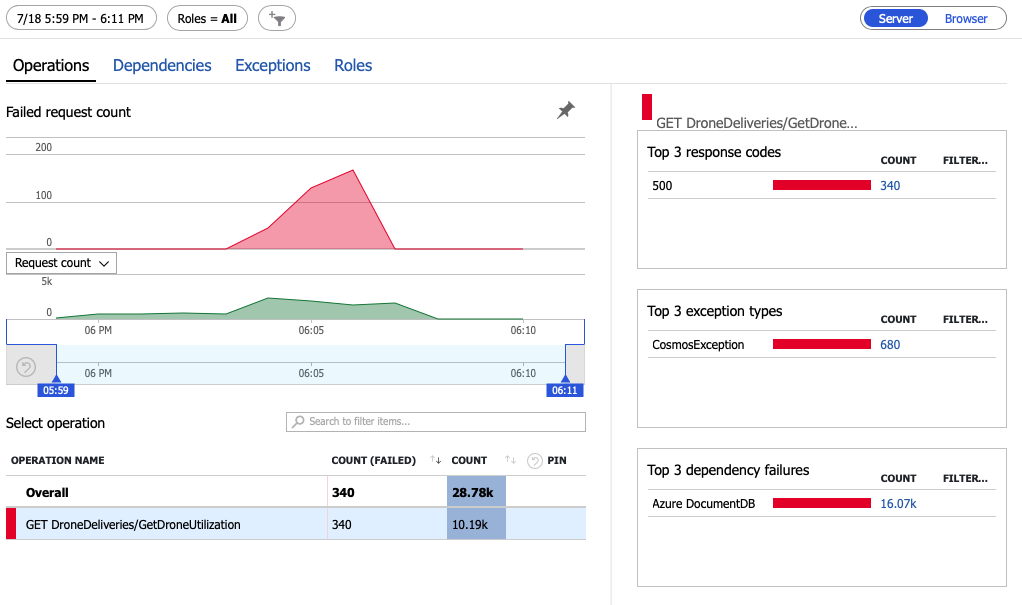 7/18 5:59 PM - 6:11 PM
Roles = All
Server
Browser
Operations
Dependencies
Exceptions
Roles
Failed request count
200
100
0
Request count
5k
0
06 PM
06:05
06:10
06 PM
06:05
06:10
05:59
06:11
Select operation
Search to filter items...
OPERATION NAME
COUNT (FAILED)
COUNT
PIN
Overall
340
28.78k
GET DroneDeliveries/GetDroneUtilization
340
10.19k
GET DroneDeliveries/GetDrone...
Top 3 response codes
COUNT
FILTER...
500
340
Top 3 exception types
COUNT
FILTER...
CosmosException
680
Top 3 dependency failures
COUNT
FILTER...
Azure DocumentDB
16.07k